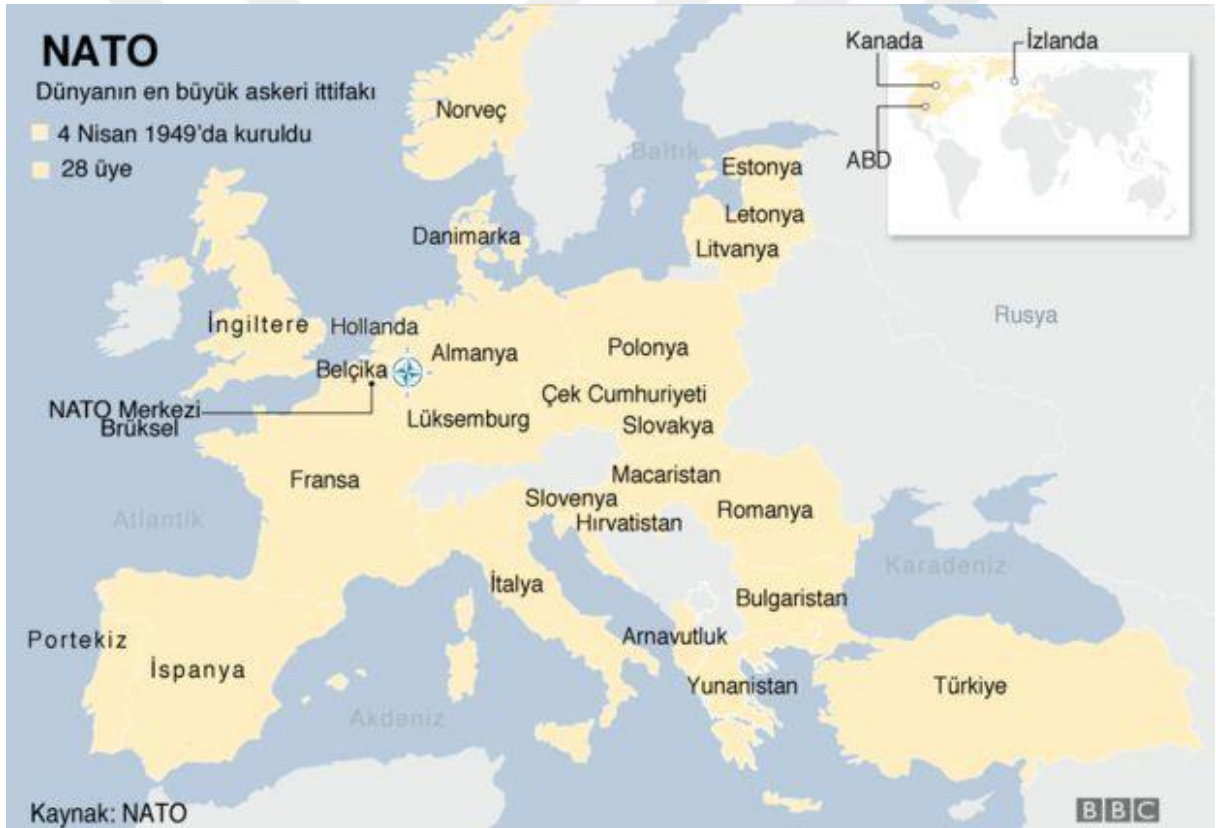 NATO
Dünyanın en büyük askeri ittifakı
4 Nisan 1949'da kuruldu
28 üye
Kanada
İzlanda
ABD
Norveç
Baltık
Estonya
Letonya
Litvanya
Danimarka
İngiltere
Hollanda
Belçika
Almanya
Polonya
Rusya
NATO Merkezi
Brüksel
Lüksemburg
Çek Cumhuriyeti
Slovakya
Fransa
Macaristan
Slovenya
Hırvatistan
Romanya
Atlantik
Karadeniz
İtalya
Bulgaristan
Portekiz
İspanya
Arnavutluk
Yunanistan
Türkiye
Akdeniz
Kaynak: NATO
BBC